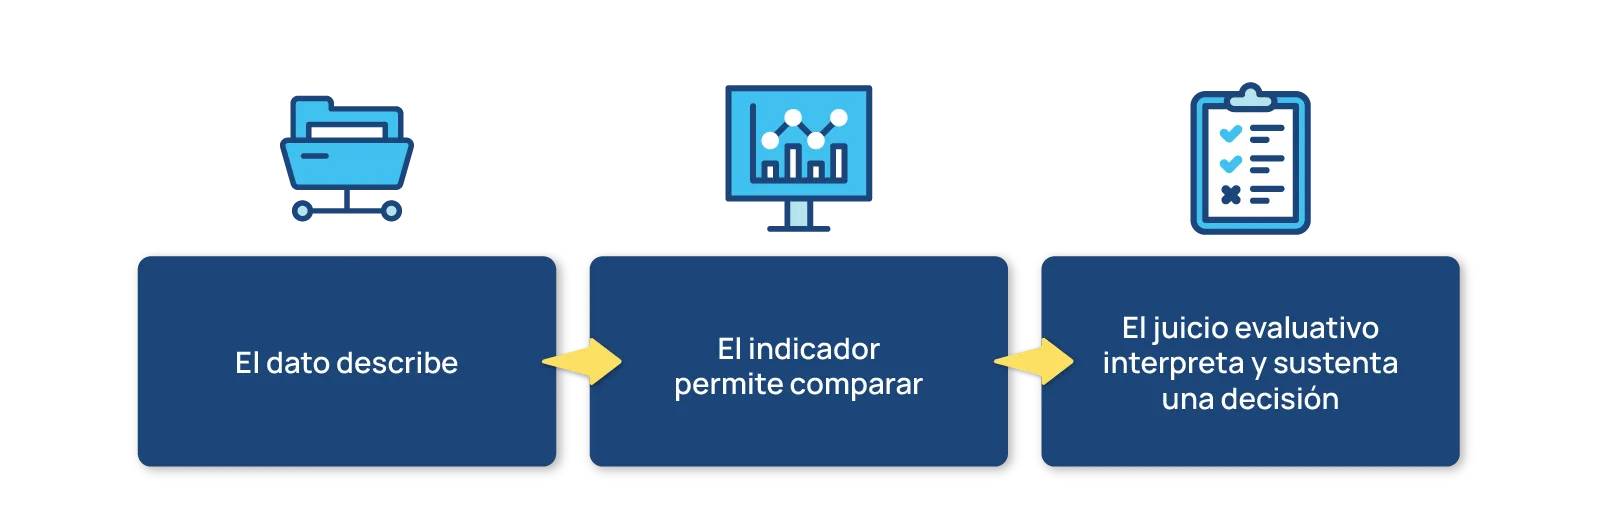 El dato describe
El indicador
permite comparar
El juicio evaluativo
interpreta y sustenta
una decisión